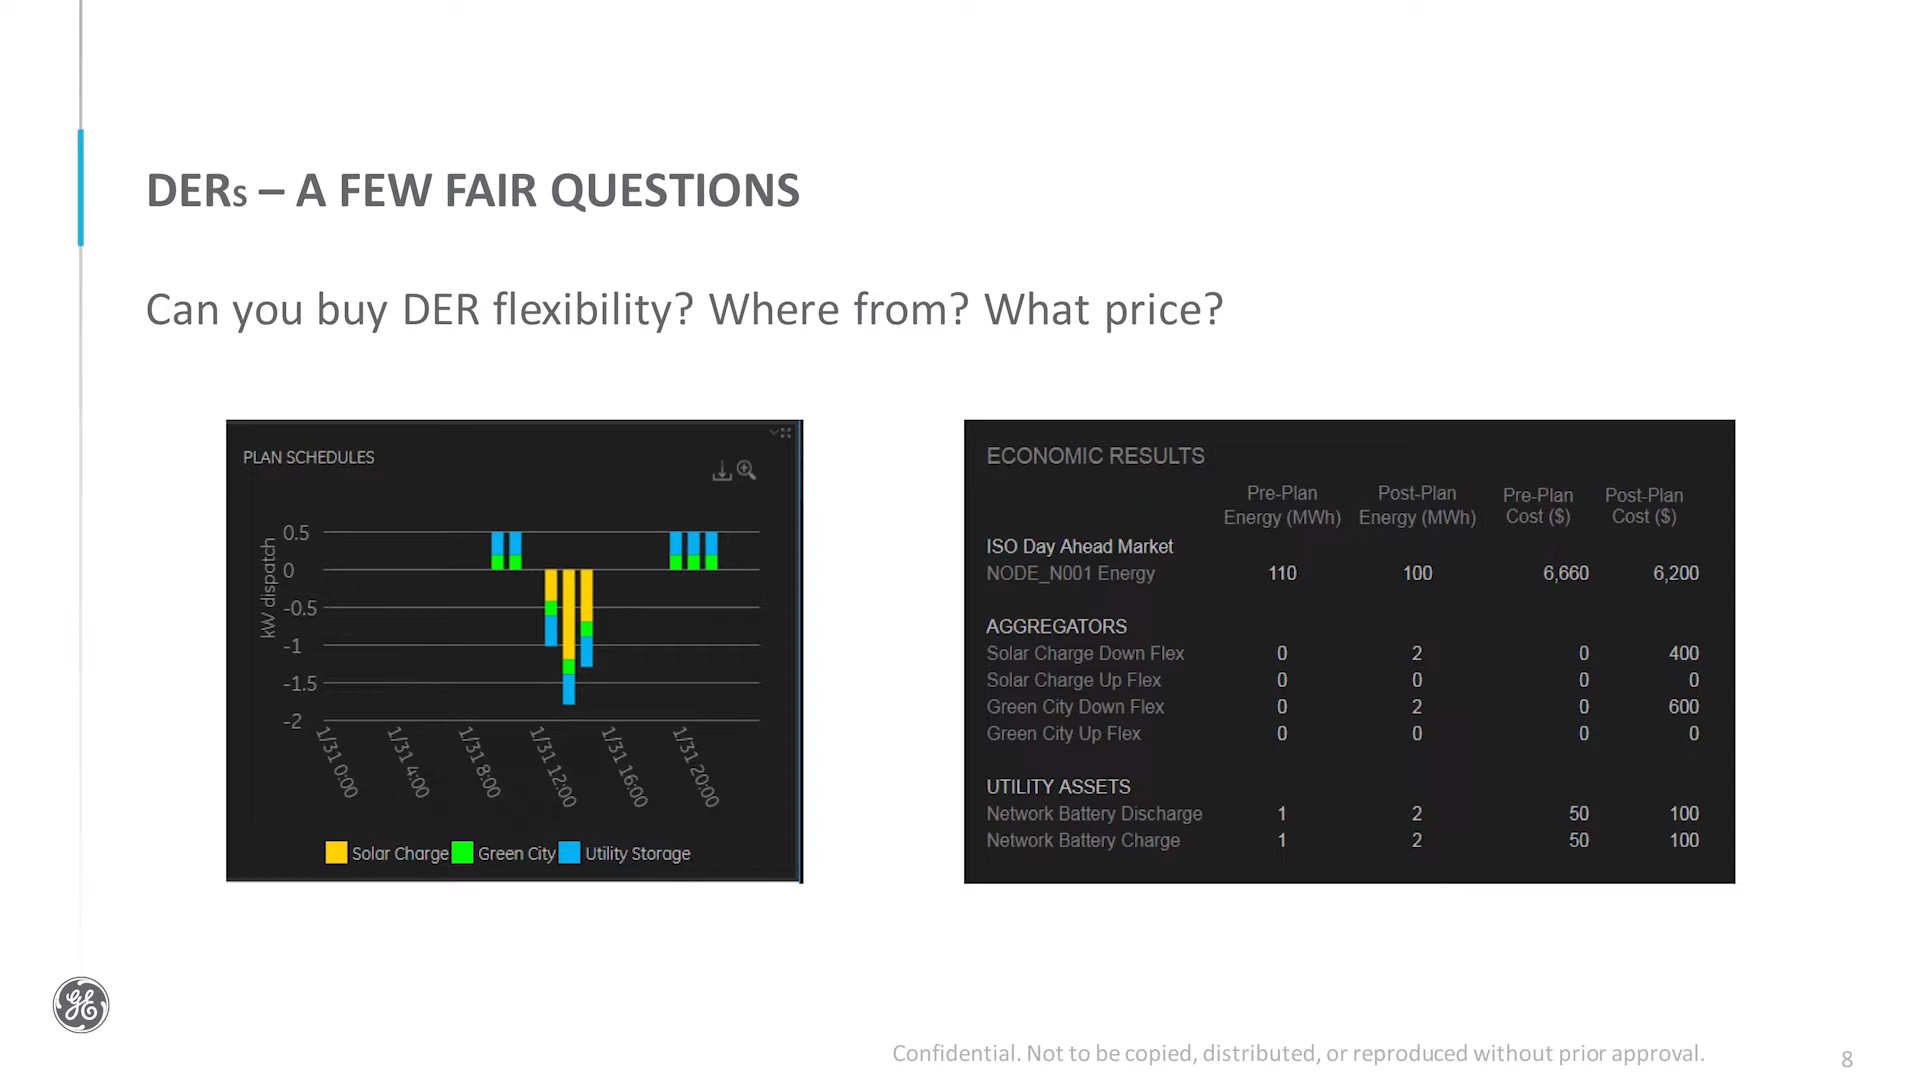 DERs – A FEW FAIR QUESTIONS
Can you buy DER flexibility? Where from? What price?
PLAN SCHEDULES
kW dispatch
0.5
0
-0.5
-1
-1.5
-2
1/31 0:00
1/31 4:00
1/31 8:00
1/31 12:00
1/31 16:00
1/31 20:00
Solar Charge Green City Utility Storage
ECONOMIC RESULTS
Pre-Plan Energy (MWh) Post-Plan Energy (MWh) Pre-Plan Cost ($) Post-Plan Cost ($)
ISO Day Ahead Market
NODE_N001 Energy 110 100 6,660 6,200
AGGREGATORS
Solar Charge Down Flex 0 2 0 400
Solar Charge Up Flex 0 0 0 0
Green City Down Flex 0 2 0 600
Green City Up Flex 0 0 0 0
UTILITY ASSETS
Network Battery Discharge 1 2 50 100
Network Battery Charge 1 2 50 100
GE
Confidential. Not to be copied, distributed, or reproduced without prior approval.
8